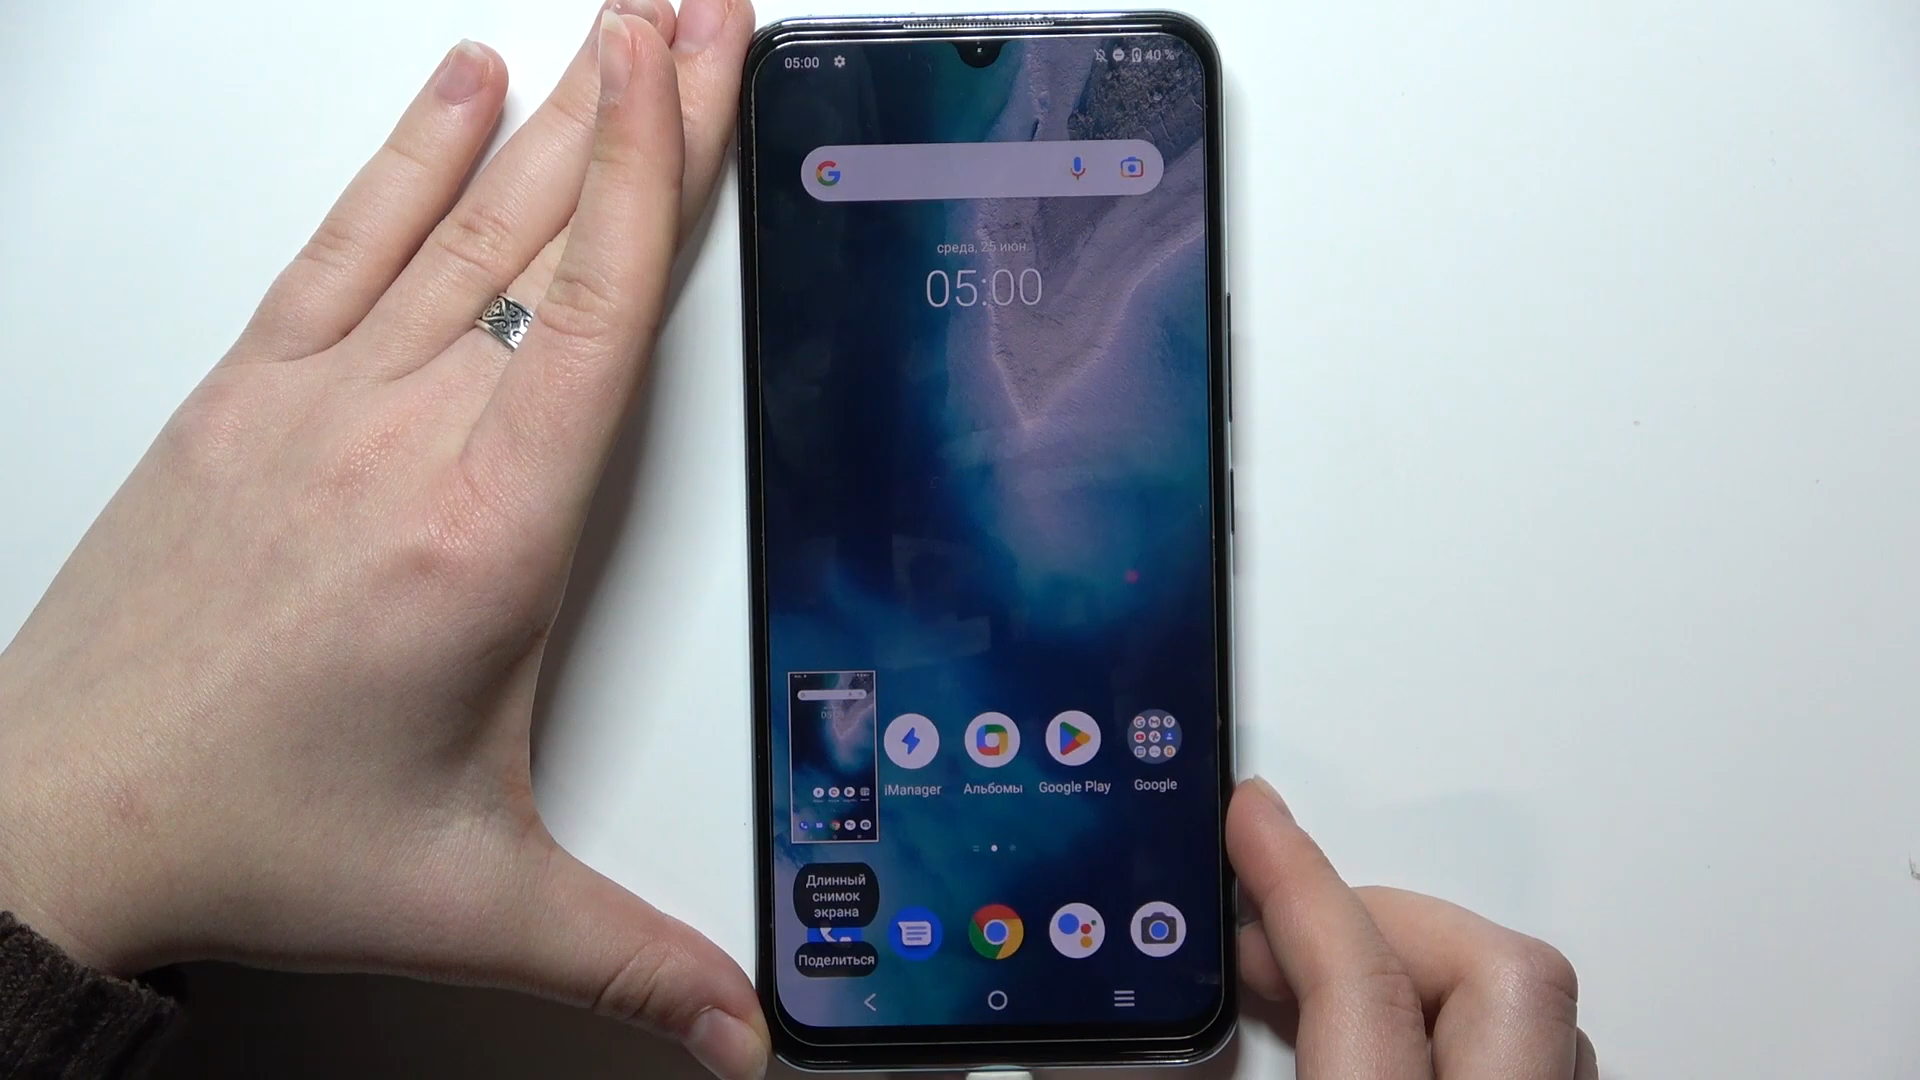 05:00
40 %
среда, 25 июн.
05:00
iManager
Альбомы
Google Play
Google
Длинный
снимок
экрана
Поделиться